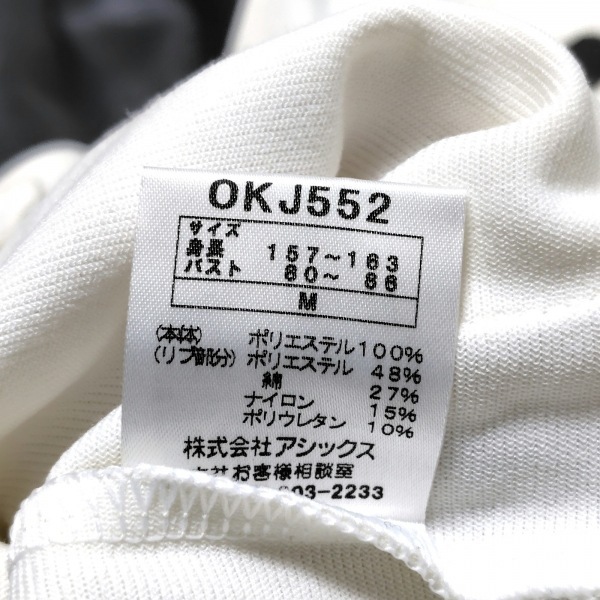 OKJ552
サイズ
身長 157〜163
バスト 80〜86
M
(本体) ポリエステル100%
(リブ部分) ポリエステル 48%
綿 27%
ナイロン 15%
ポリウレタン 10%
株式会社アシックス
お客様相談室
03-2233